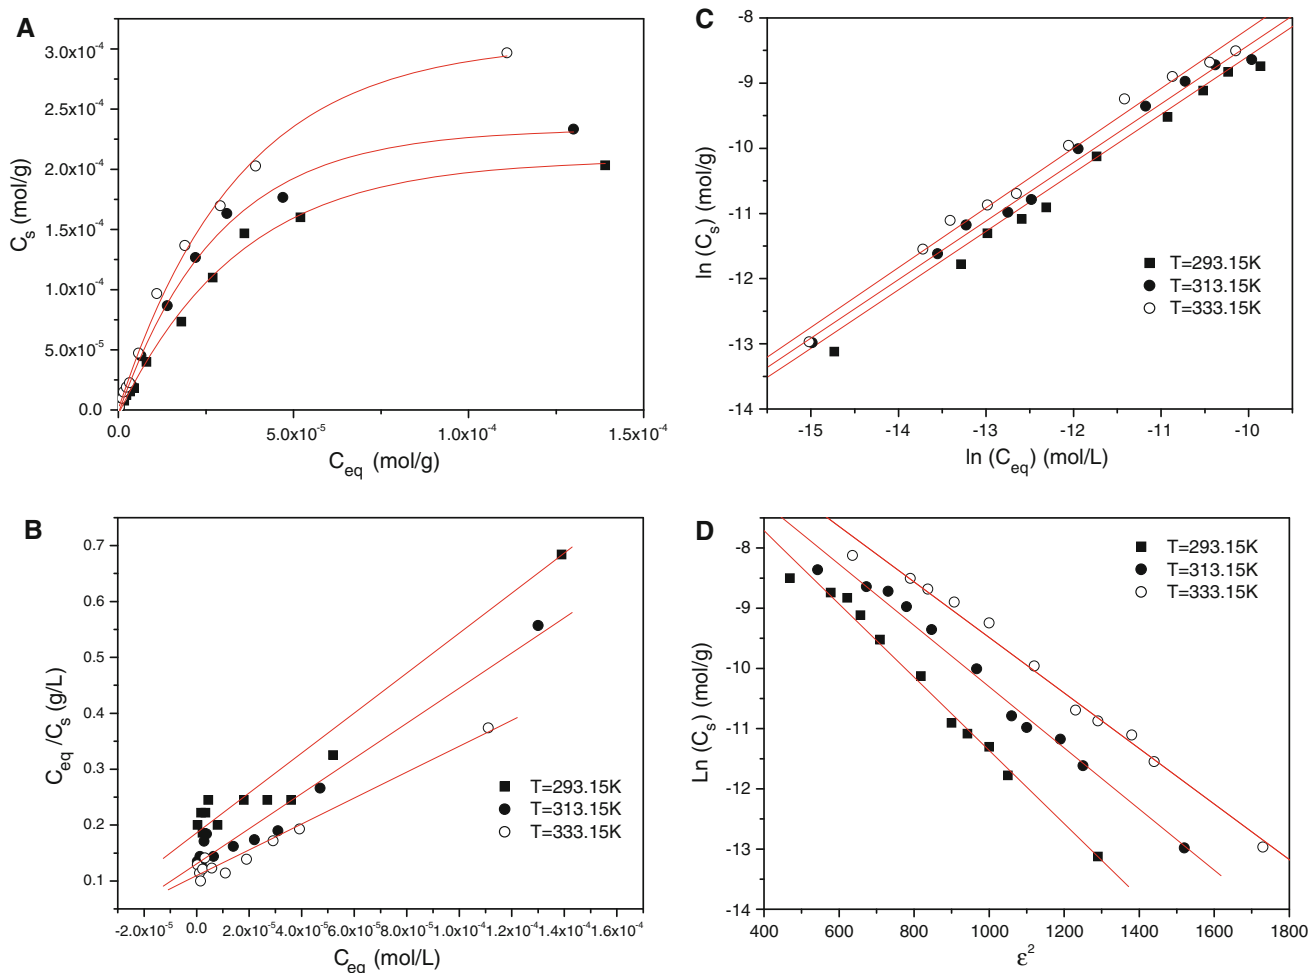 A
3.0x10⁻⁴
2.5x10⁻⁴
2.0x10⁻⁴
1.5x10⁻⁴
1.0x10⁻⁴
5.0x10⁻⁵
0.0
Cₛ (mol/g)
0.0 5.0x10⁻⁵ 1.0x10⁻⁴ 1.5x10⁻⁴
C_eq (mol/g)
C
-8
-9
-10
-11
-12
-13
-14
ln (Cₛ) (mol/g)
T=293.15K
T=313.15K
T=333.15K
-15 -14 -13 -12 -11 -10
ln (C_eq) (mol/L)
B
0.7
0.6
0.5
0.4
0.3
0.2
0.1
C_eq/Cₛ (g/L)
T=293.15K
T=313.15K
T=333.15K
-2.0x10⁻⁵ 0.0 2.0x10⁻⁵ 4.0x10⁻⁵ 6.0x10⁻⁵ 8.0x10⁻⁵ 1.0x10⁻⁴ 1.2x10⁻⁴ 1.4x10⁻⁴ 1.6x10⁻⁴
C_eq (mol/L)
D
-8
-9
-10
-11
-12
-13
-14
Ln (Cₛ) (mol/g)
T=293.15K
T=313.15K
T=333.15K
400 600 800 1000 1200 1400 1600 1800
ε²